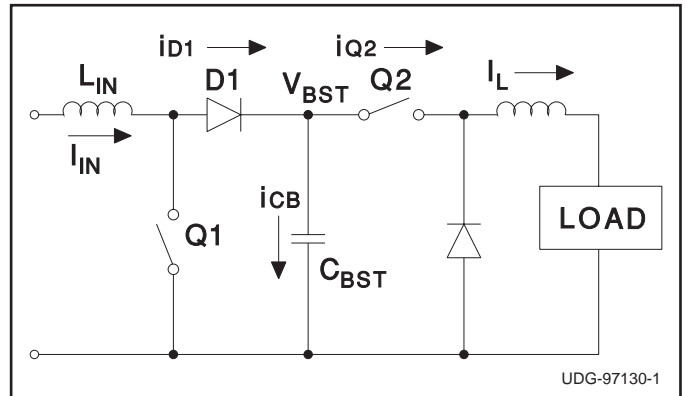 iD1
iQ2
LIN
D1
VBST
Q2
IL
IIN
iCB
Q1
CBST
LOAD
UDG-97130-1